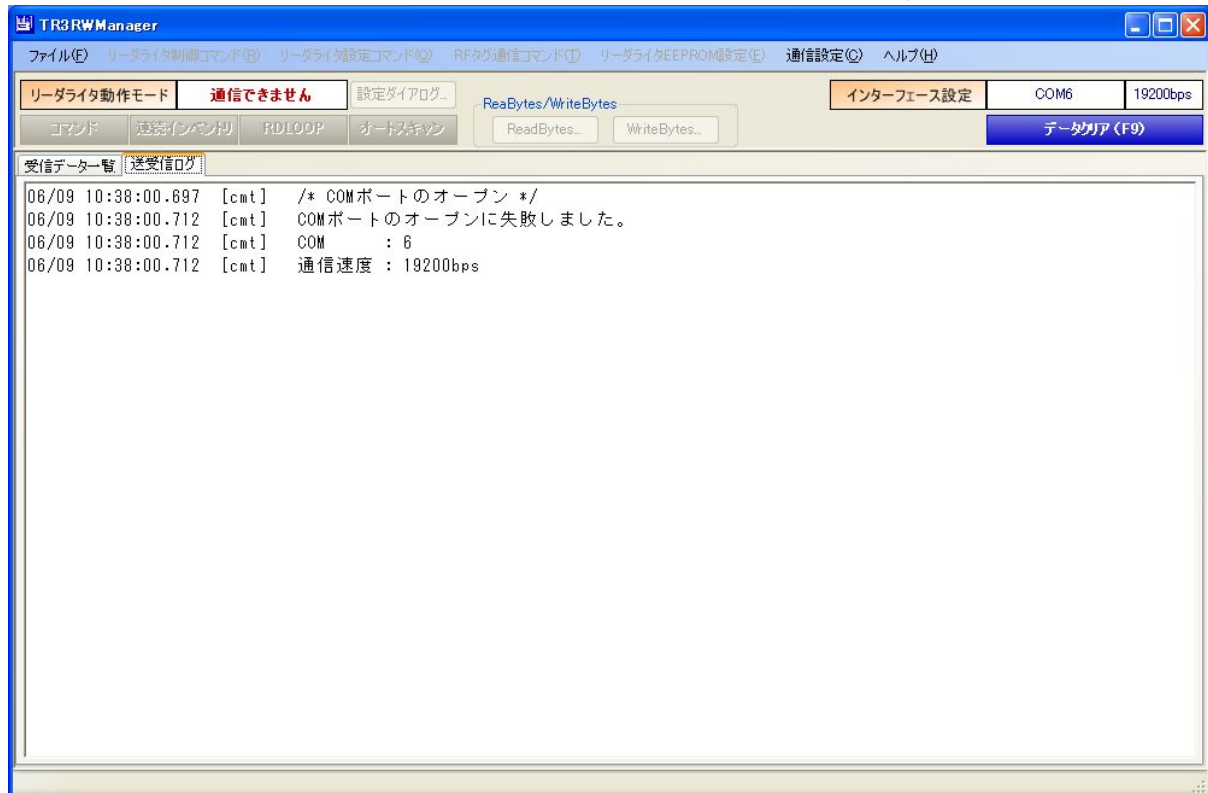 TR3RWManager
ファイル(F) リーダライタ制御コマンド(R) リーダライタ設定コマンド(Q) RFタグ通信コマンド(T) リーダライタEEPROM設定(E) 通信設定(C) ヘルプ(H)
リーダライタ動作モード 通信できません 設定ダイアログ... ReaBytes/WriteBytes インターフェース設定 COM6 19200bps
コマンド 連続インベントリ RDLOOP オートスキャン ReadBytes... WriteBytes... データクリア (F9)
受信データ一覧 送受信ログ
06/09 10:38:00.697 [cmt] /* COMポートのオープン */
06/09 10:38:00.712 [cmt] COMポートのオープンに失敗しました。
06/09 10:38:00.712 [cmt] COM : 6
06/09 10:38:00.712 [cmt] 通信速度 : 19200bps